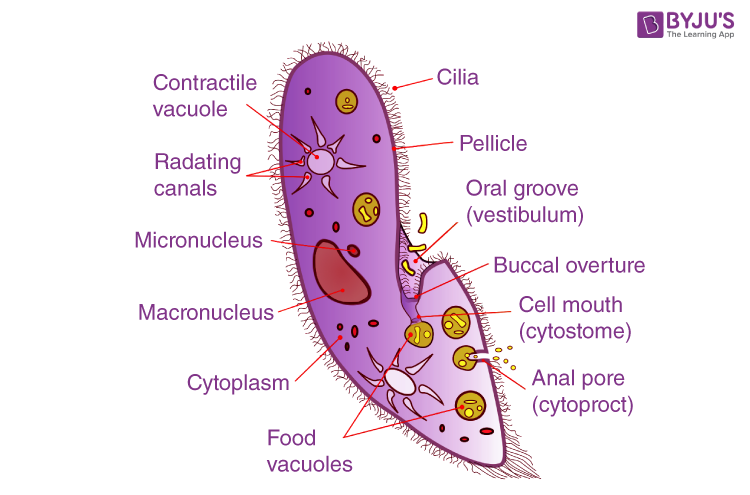 BYJU'S
The Learning App
Contractile
vacuole
Cilia
Pellicle
Radating
canals
Oral groove
(vestibulum)
Micronucleus
Buccal overture
Macronucleus
Cell mouth
(cytostome)
Cytoplasm
Anal pore
(cytoproct)
Food
vacuoles